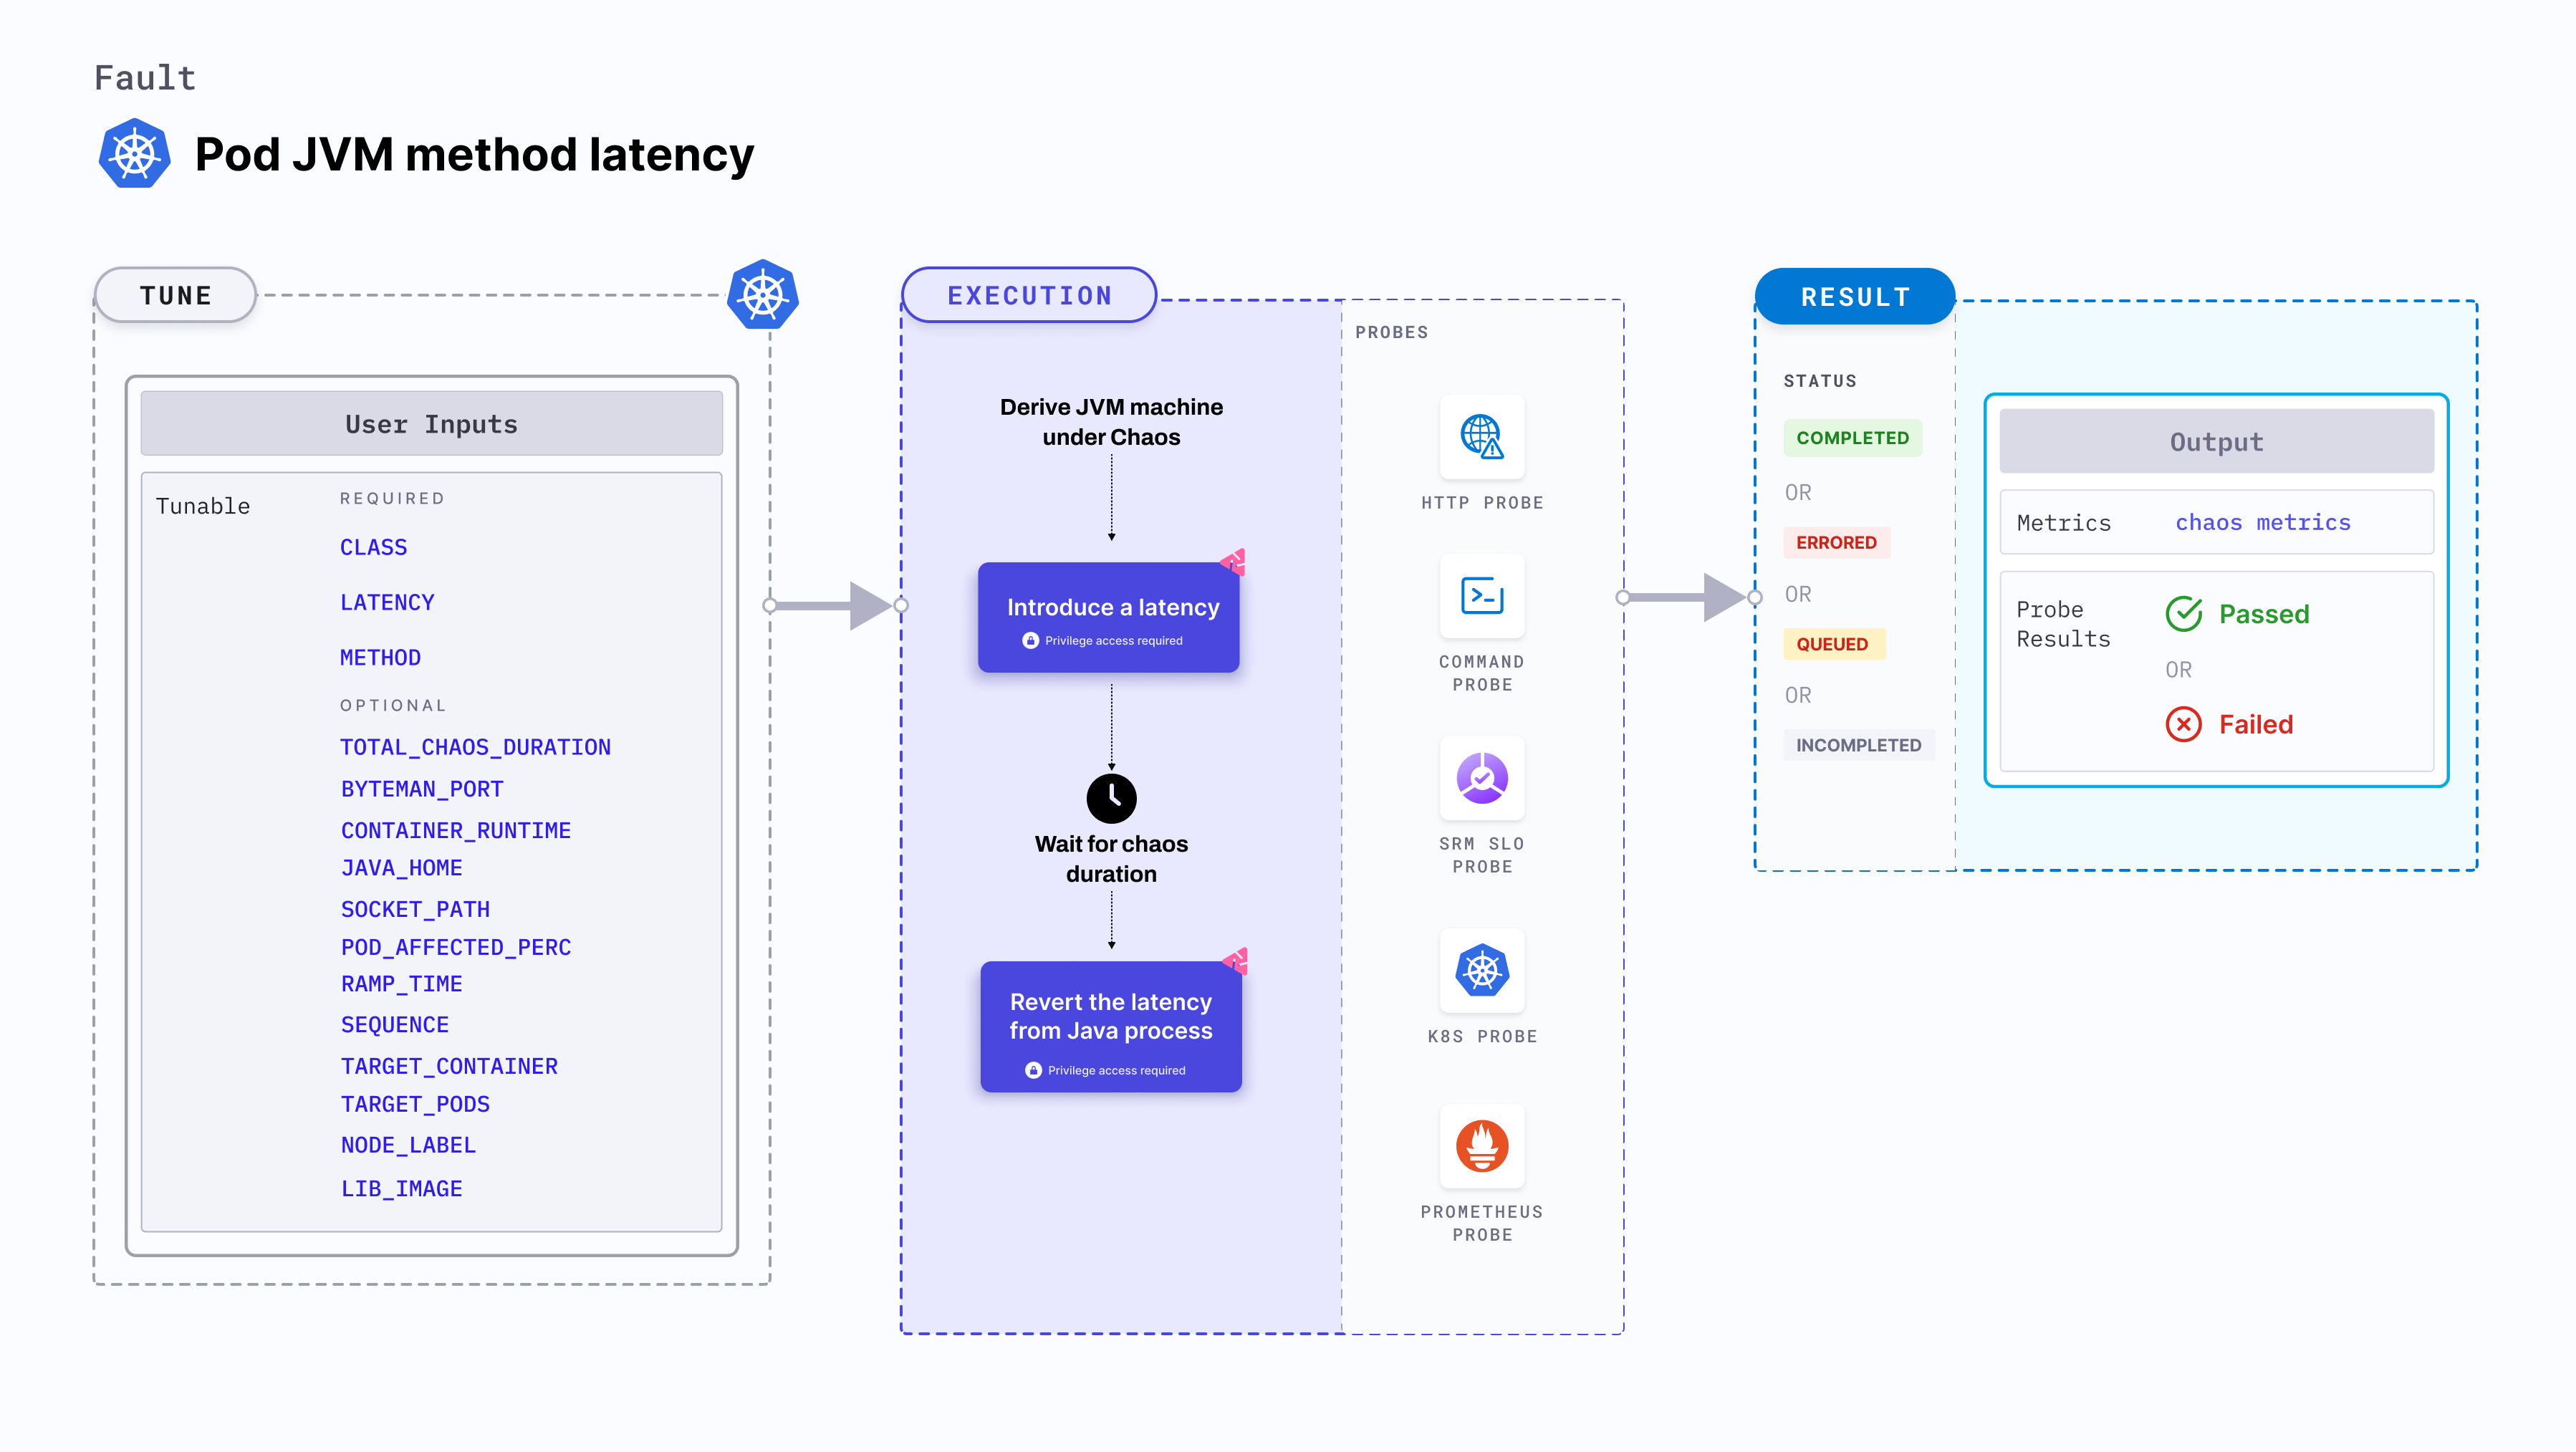 Fault
Pod JVM method latency
TUNE
User Inputs
Tunable
REQUIRED
CLASS
LATENCY
METHOD
OPTIONAL
TOTAL_CHAOS_DURATION
BYTEMAN_PORT
CONTAINER_RUNTIME
JAVA_HOME
SOCKET_PATH
POD_AFFECTED_PERC
RAMP_TIME
SEQUENCE
TARGET_CONTAINER
TARGET_PODS
NODE_LABEL
LIB_IMAGE
EXECUTION
Derive JVM machine
under Chaos
Introduce a latency
Privilege access required
Wait for chaos
duration
Revert the latency
from Java process
Privilege access required
PROBES
HTTP PROBE
COMMAND
PROBE
SRM SLO
PROBE
K8S PROBE
PROMETHEUS
PROBE
RESULT
STATUS
COMPLETED
OR
ERRORED
OR
QUEUED
OR
INCOMPLETED
Output
Metrics chaos metrics
Probe
Results
Passed
OR
Failed